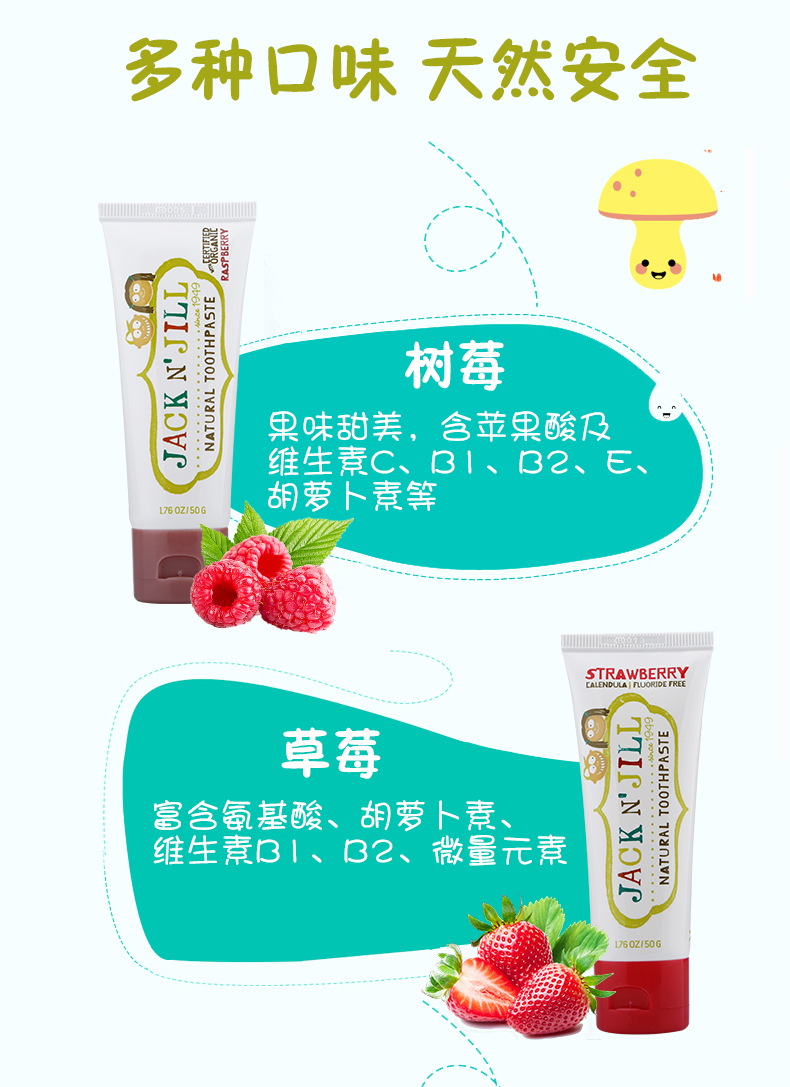 多种口味 天然安全
CERTIFIED
ORGANIC
RASPBERRY
JACK N' JILL
since 1949
NATURAL TOOTHPASTE
1.76 OZ/50 G
树莓
果味甜美，含苹果酸及
维生素C、B1、B2、E、
胡萝卜素等
STRAWBERRY
CALENDULA | FLUORIDE FREE
JACK N' JILL
since 1949
NATURAL TOOTHPASTE
1.76 OZ/50 G
草莓
富含氨基酸、胡萝卜素、
维生素B1、B2、微量元素